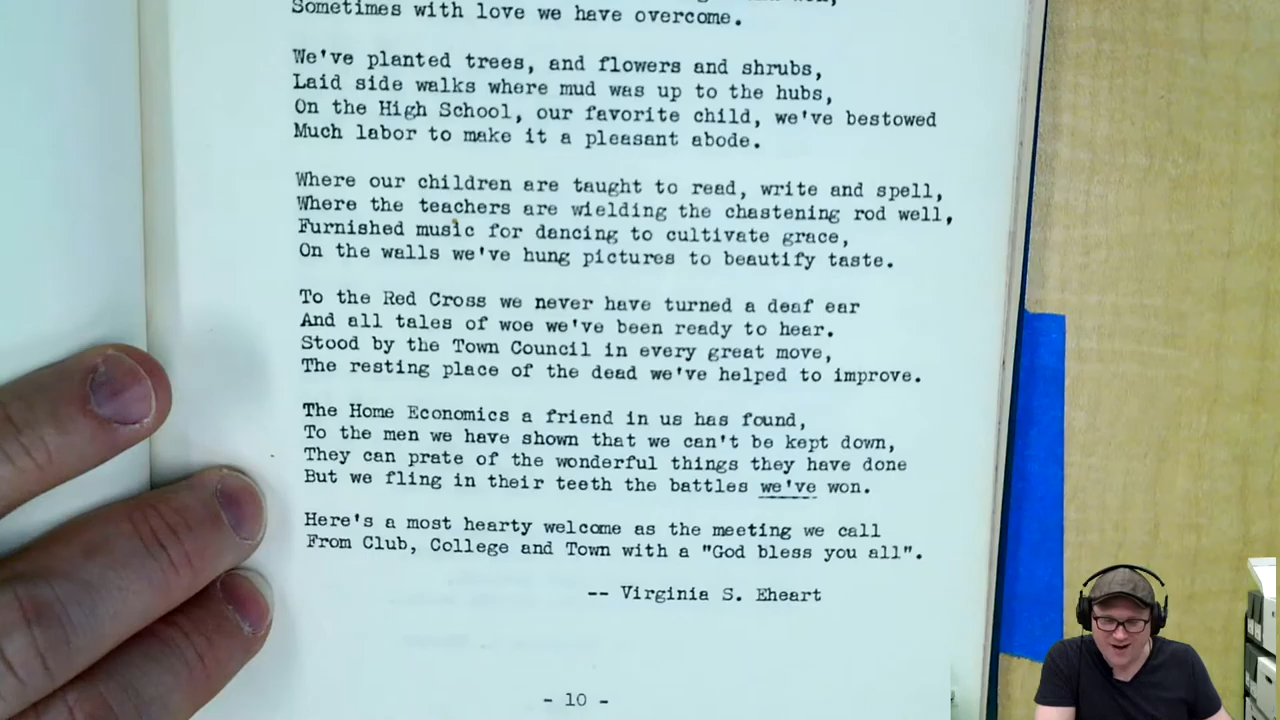 Sometimes with love we have overcome.
We've planted trees, and flowers and shrubs,
Laid side walks where mud was up to the hubs,
On the High School, our favorite child, we've bestowed
Much labor to make it a pleasant abode.
Where our children are taught to read, write and spell,
Where the teachers are wielding the chastening rod well,
Furnished music for dancing to cultivate grace,
On the walls we've hung pictures to beautify taste.
To the Red Cross we never have turned a deaf ear
And all tales of woe we've been ready to hear.
Stood by the Town Council in every great move,
The resting place of the dead we've helped to improve.
The Home Economics a friend in us has found,
To the men we have shown that we can't be kept down,
They can prate of the wonderful things they have done
But we fling in their teeth the battles we've won.
Here's a most hearty welcome as the meeting we call
From Club, College and Town with a "God bless you all".
-- Virginia S. Eheart
- 10 -